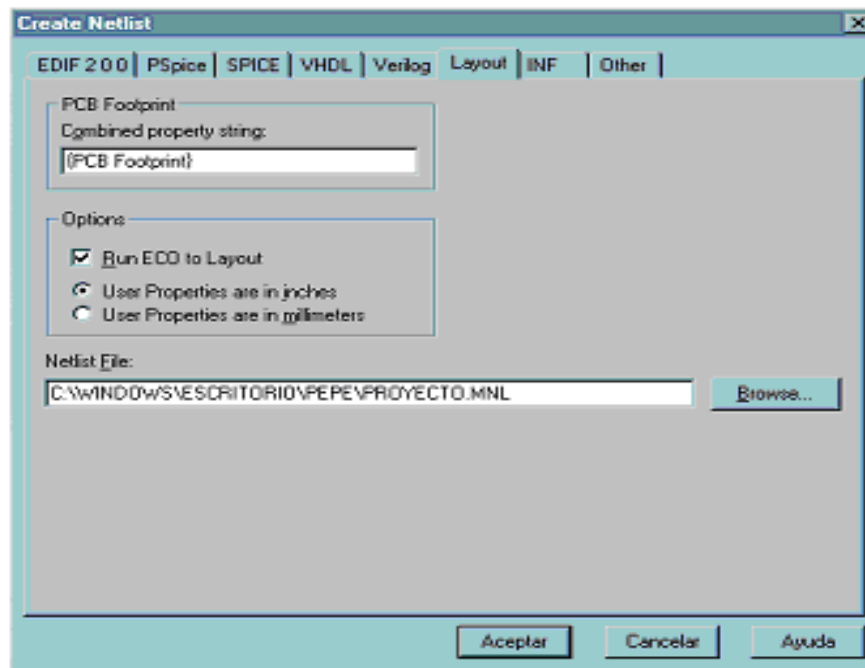 Create Netlist
EDIF 2 0 0 PSpice SPICE VHDL Verilog Layout INF Other
PCB Footprint
Combined property string:
{PCB Footprint}
Options
Run ECO to Layout
User Properties are in inches
User Properties are in millimeters
Netlist File:
C:\WINDOWS\ESCRITORIO\PEPE\PROYECTO.MNL
Browse...
Aceptar Cancelar Ayuda